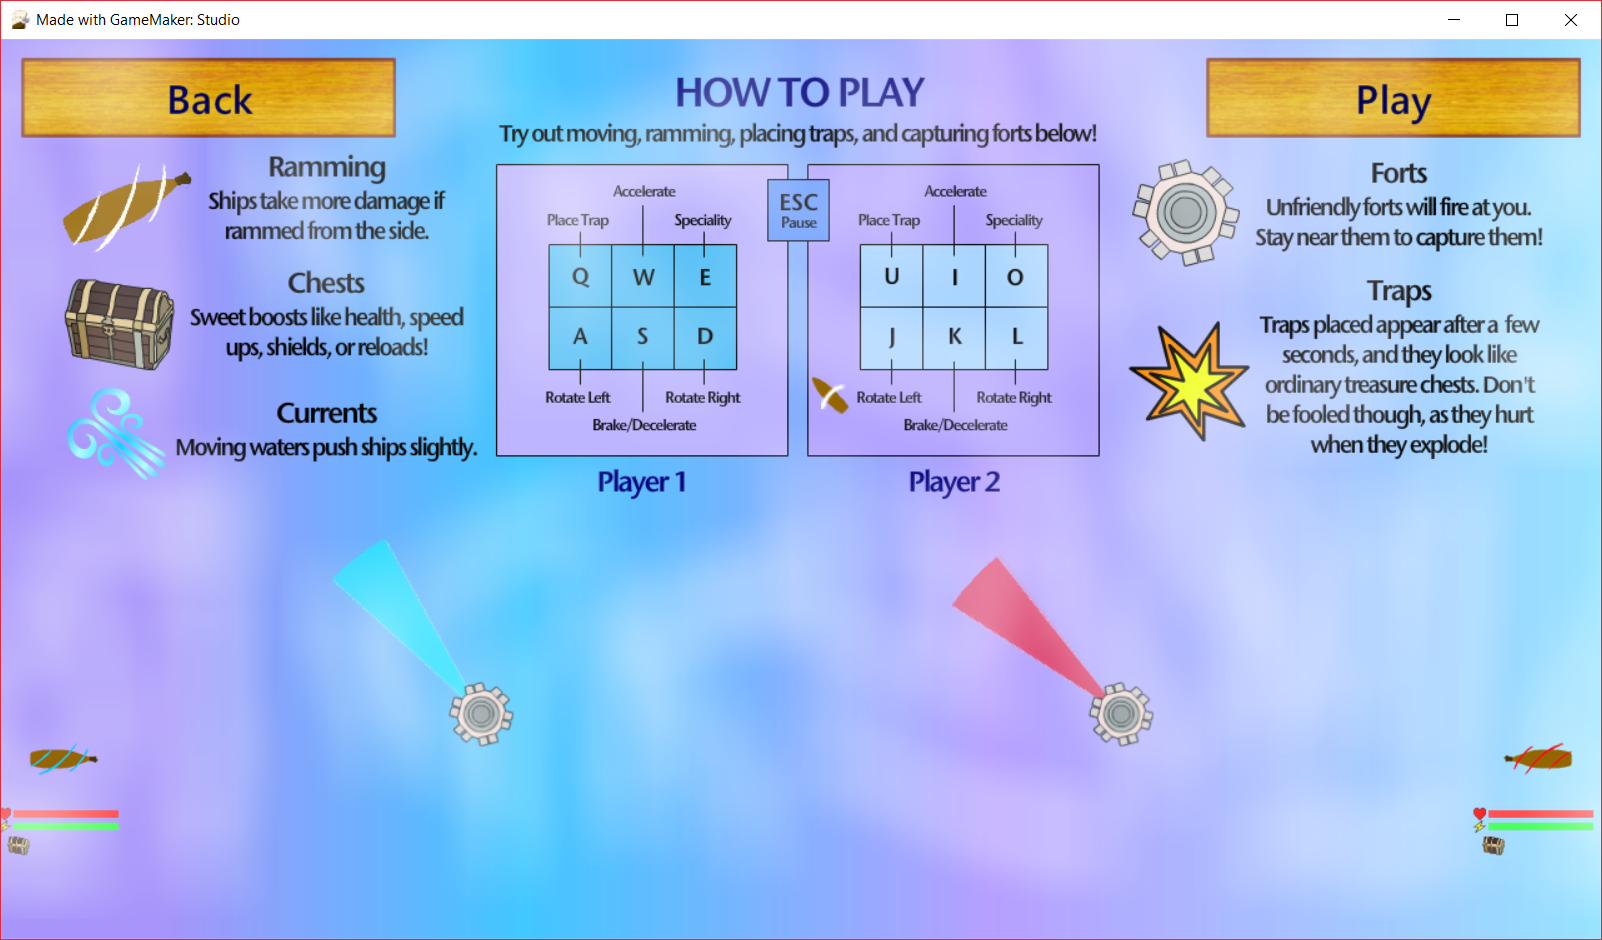 Made with GameMaker: Studio
Back
HOW TO PLAY
Play
Try out moving, ramming, placing traps, and capturing forts below!
Ramming
Ships take more damage if
rammed from the side.
Chests
Sweet boosts like health, speed
ups, shields, or reloads!
Currents
Moving waters push ships slightly.
Accelerate
Place Trap
Speciality
Q W E
A S D
Rotate Left
Rotate Right
Brake/Decelerate
Player 1
ESC
Pause
Accelerate
Place Trap
Speciality
U I O
J K L
Rotate Left
Rotate Right
Brake/Decelerate
Player 2
Forts
Unfriendly forts will fire at you.
Stay near them to capture them!
Traps
Traps placed appear after a few
seconds, and they look like
ordinary treasure chests. Don't
be fooled though, as they hurt
when they explode!